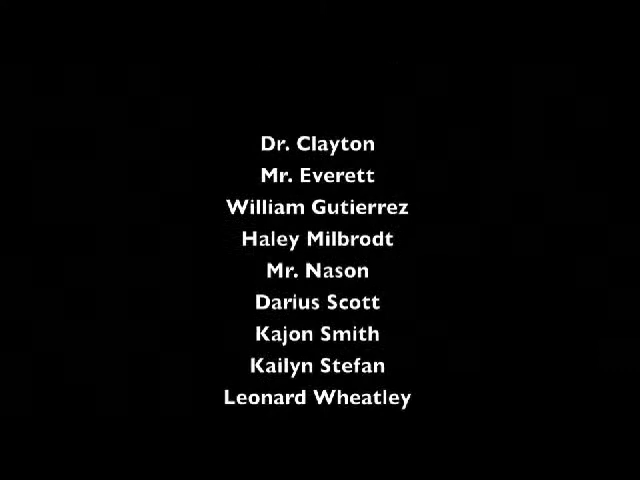 Dr. Clayton
Mr. Everett
William Gutierrez
Haley Milbrodt
Mr. Nason
Darius Scott
Kajon Smith
Kailyn Stefan
Leonard Wheatley